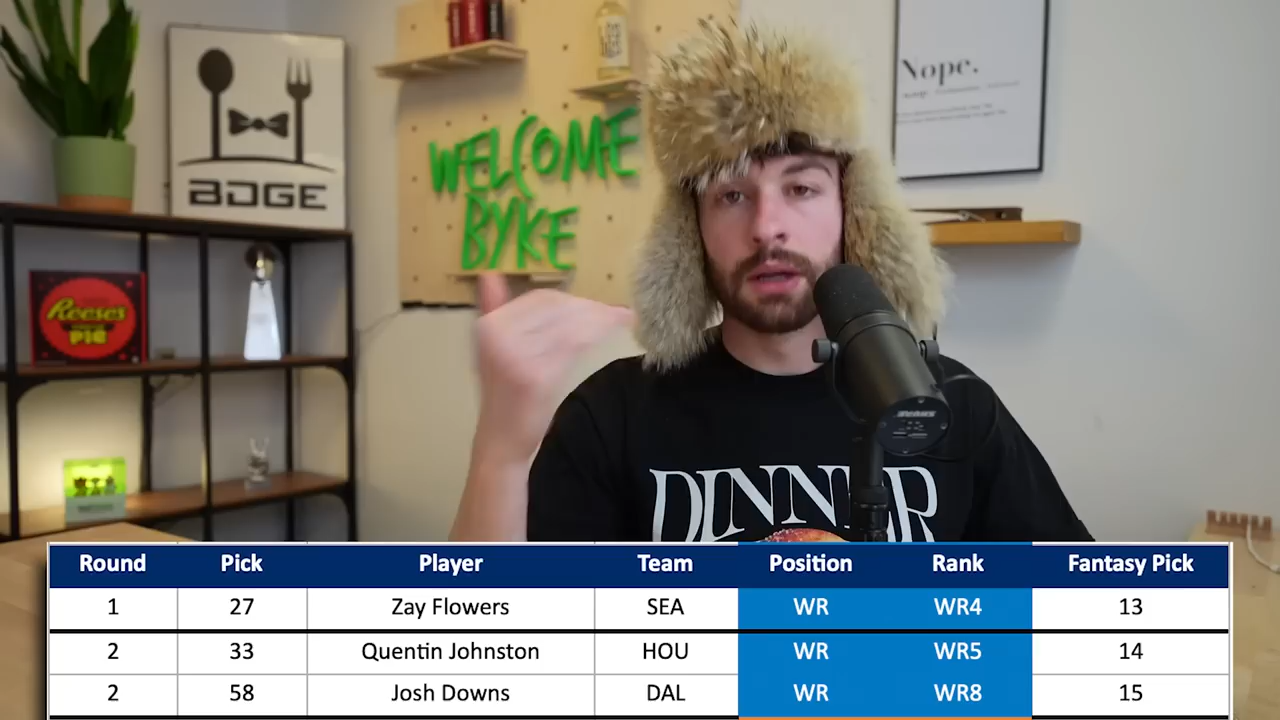 BDGE
WELCOME
BYKE
Nope.
Reese's
PIE
DINNER
Round Pick Player Team Position Rank Fantasy Pick
1 27 Zay Flowers SEA WR WR4 13
2 33 Quentin Johnston HOU WR WR5 14
2 58 Josh Downs DAL WR WR8 15